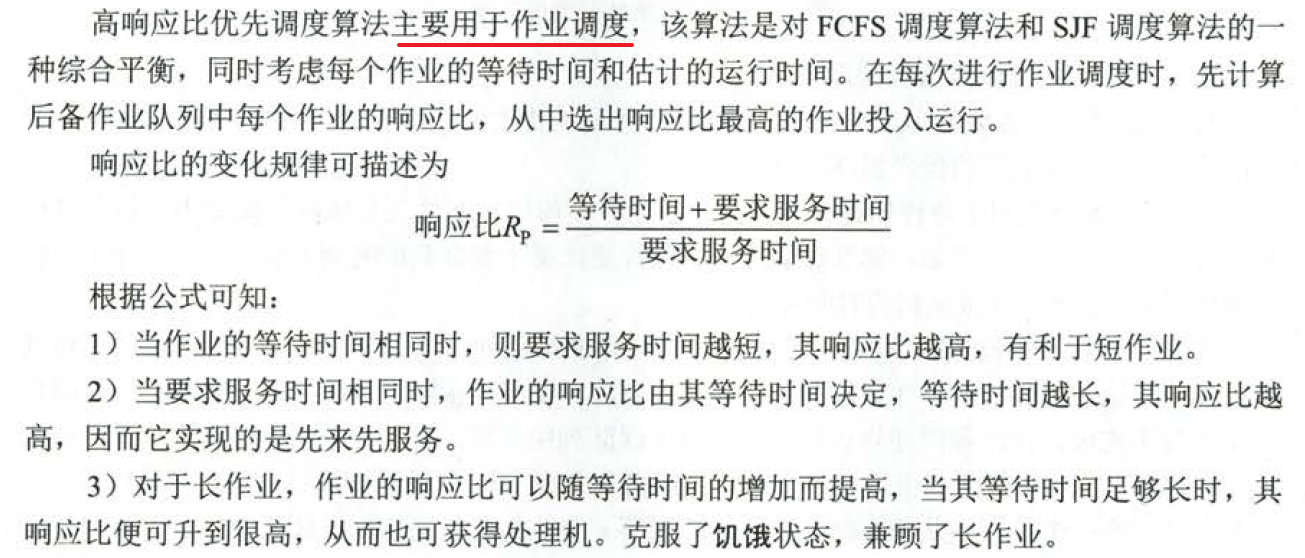 高响应比优先调度算法主要用于作业调度，该算法是对 FCFS 调度算法和 SJF 调度算法的一
种综合平衡，同时考虑每个作业的等待时间和估计的运行时间。在每次进行作业调度时，先计算
后备作业队列中每个作业的响应比，从中选出响应比最高的作业投入运行。
响应比的变化规律可描述为
响应比R_P = (等待时间+要求服务时间)/要求服务时间
根据公式可知：
1）当作业的等待时间相同时，则要求服务时间越短，其响应比越高，有利于短作业。
2）当要求服务时间相同时，作业的响应比由其等待时间决定，等待时间越长，其响应比越
高，因而它实现的是先来先服务。
3）对于长作业，作业的响应比可以随等待时间的增加而提高，当其等待时间足够长时，其
响应比便可升到很高，从而也可获得处理机。克服了饥饿状态，兼顾了长作业。